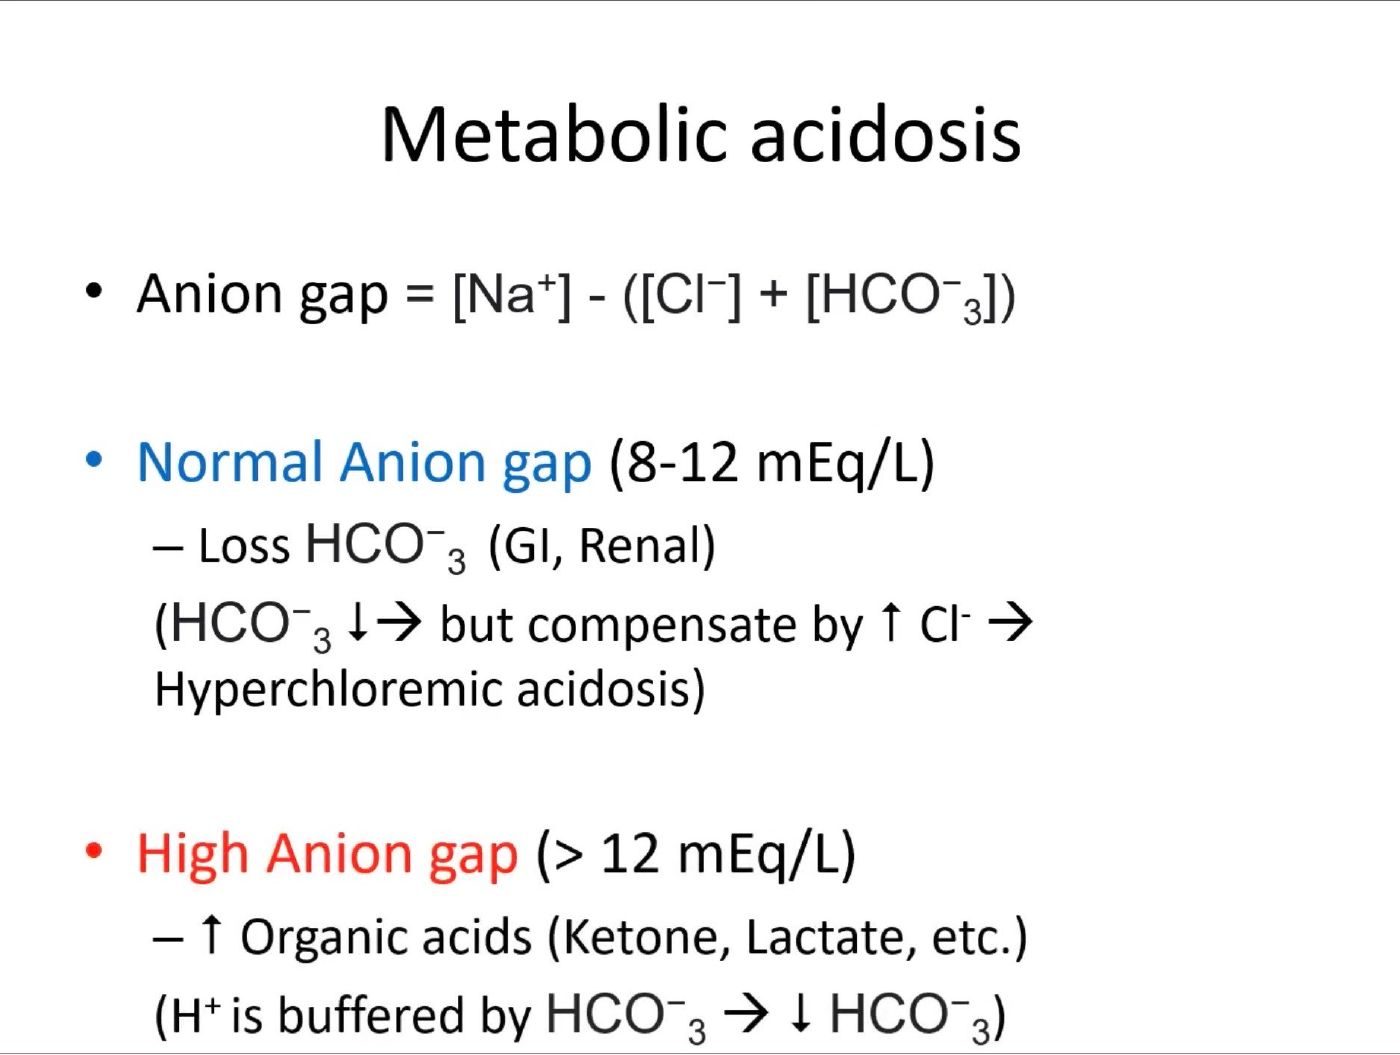 Metabolic acidosis
• Anion gap = [Na⁺] - ([Cl⁻] + [HCO⁻₃])
• Normal Anion gap (8-12 mEq/L)
– Loss HCO⁻₃ (GI, Renal)
(HCO⁻₃ ↓→ but compensate by ↑ Cl⁻ →
Hyperchloremic acidosis)
• High Anion gap (> 12 mEq/L)
– ↑ Organic acids (Ketone, Lactate, etc.)
(H⁺ is buffered by HCO⁻₃ → ↓ HCO⁻₃)